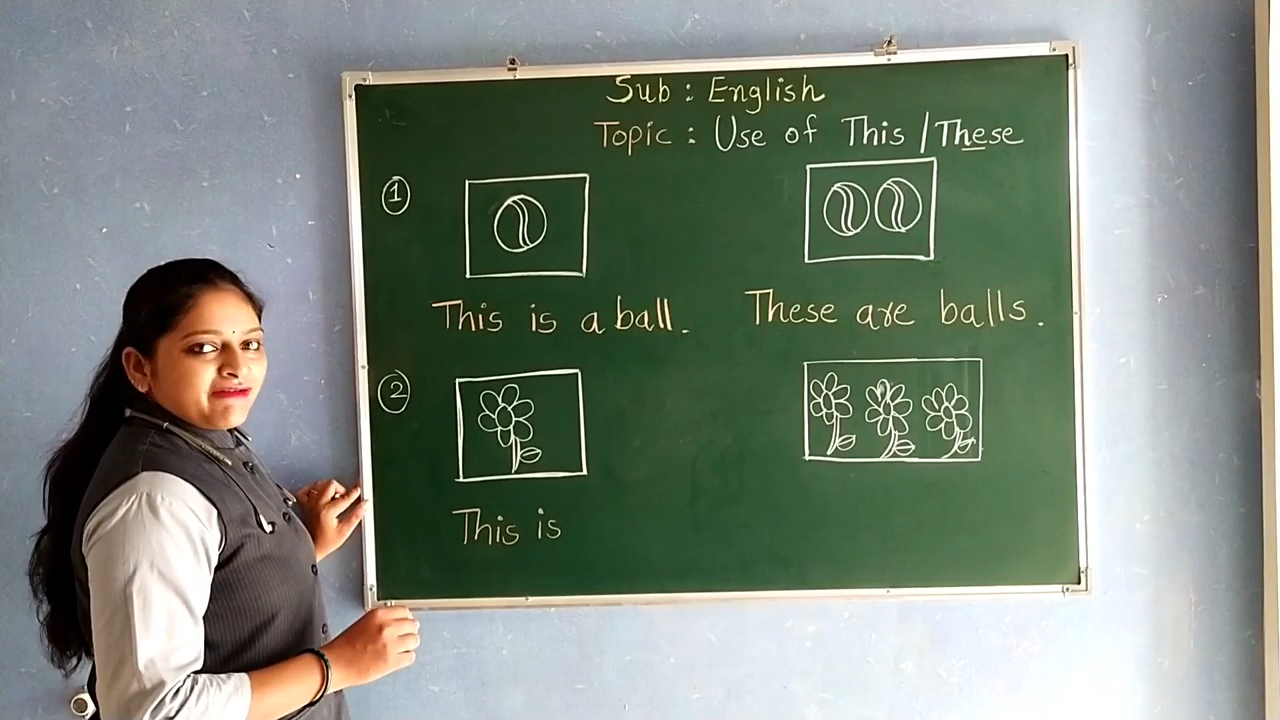 Sub : English
Topic : Use of This / These
1
This is a ball.
These are balls.
2
This is